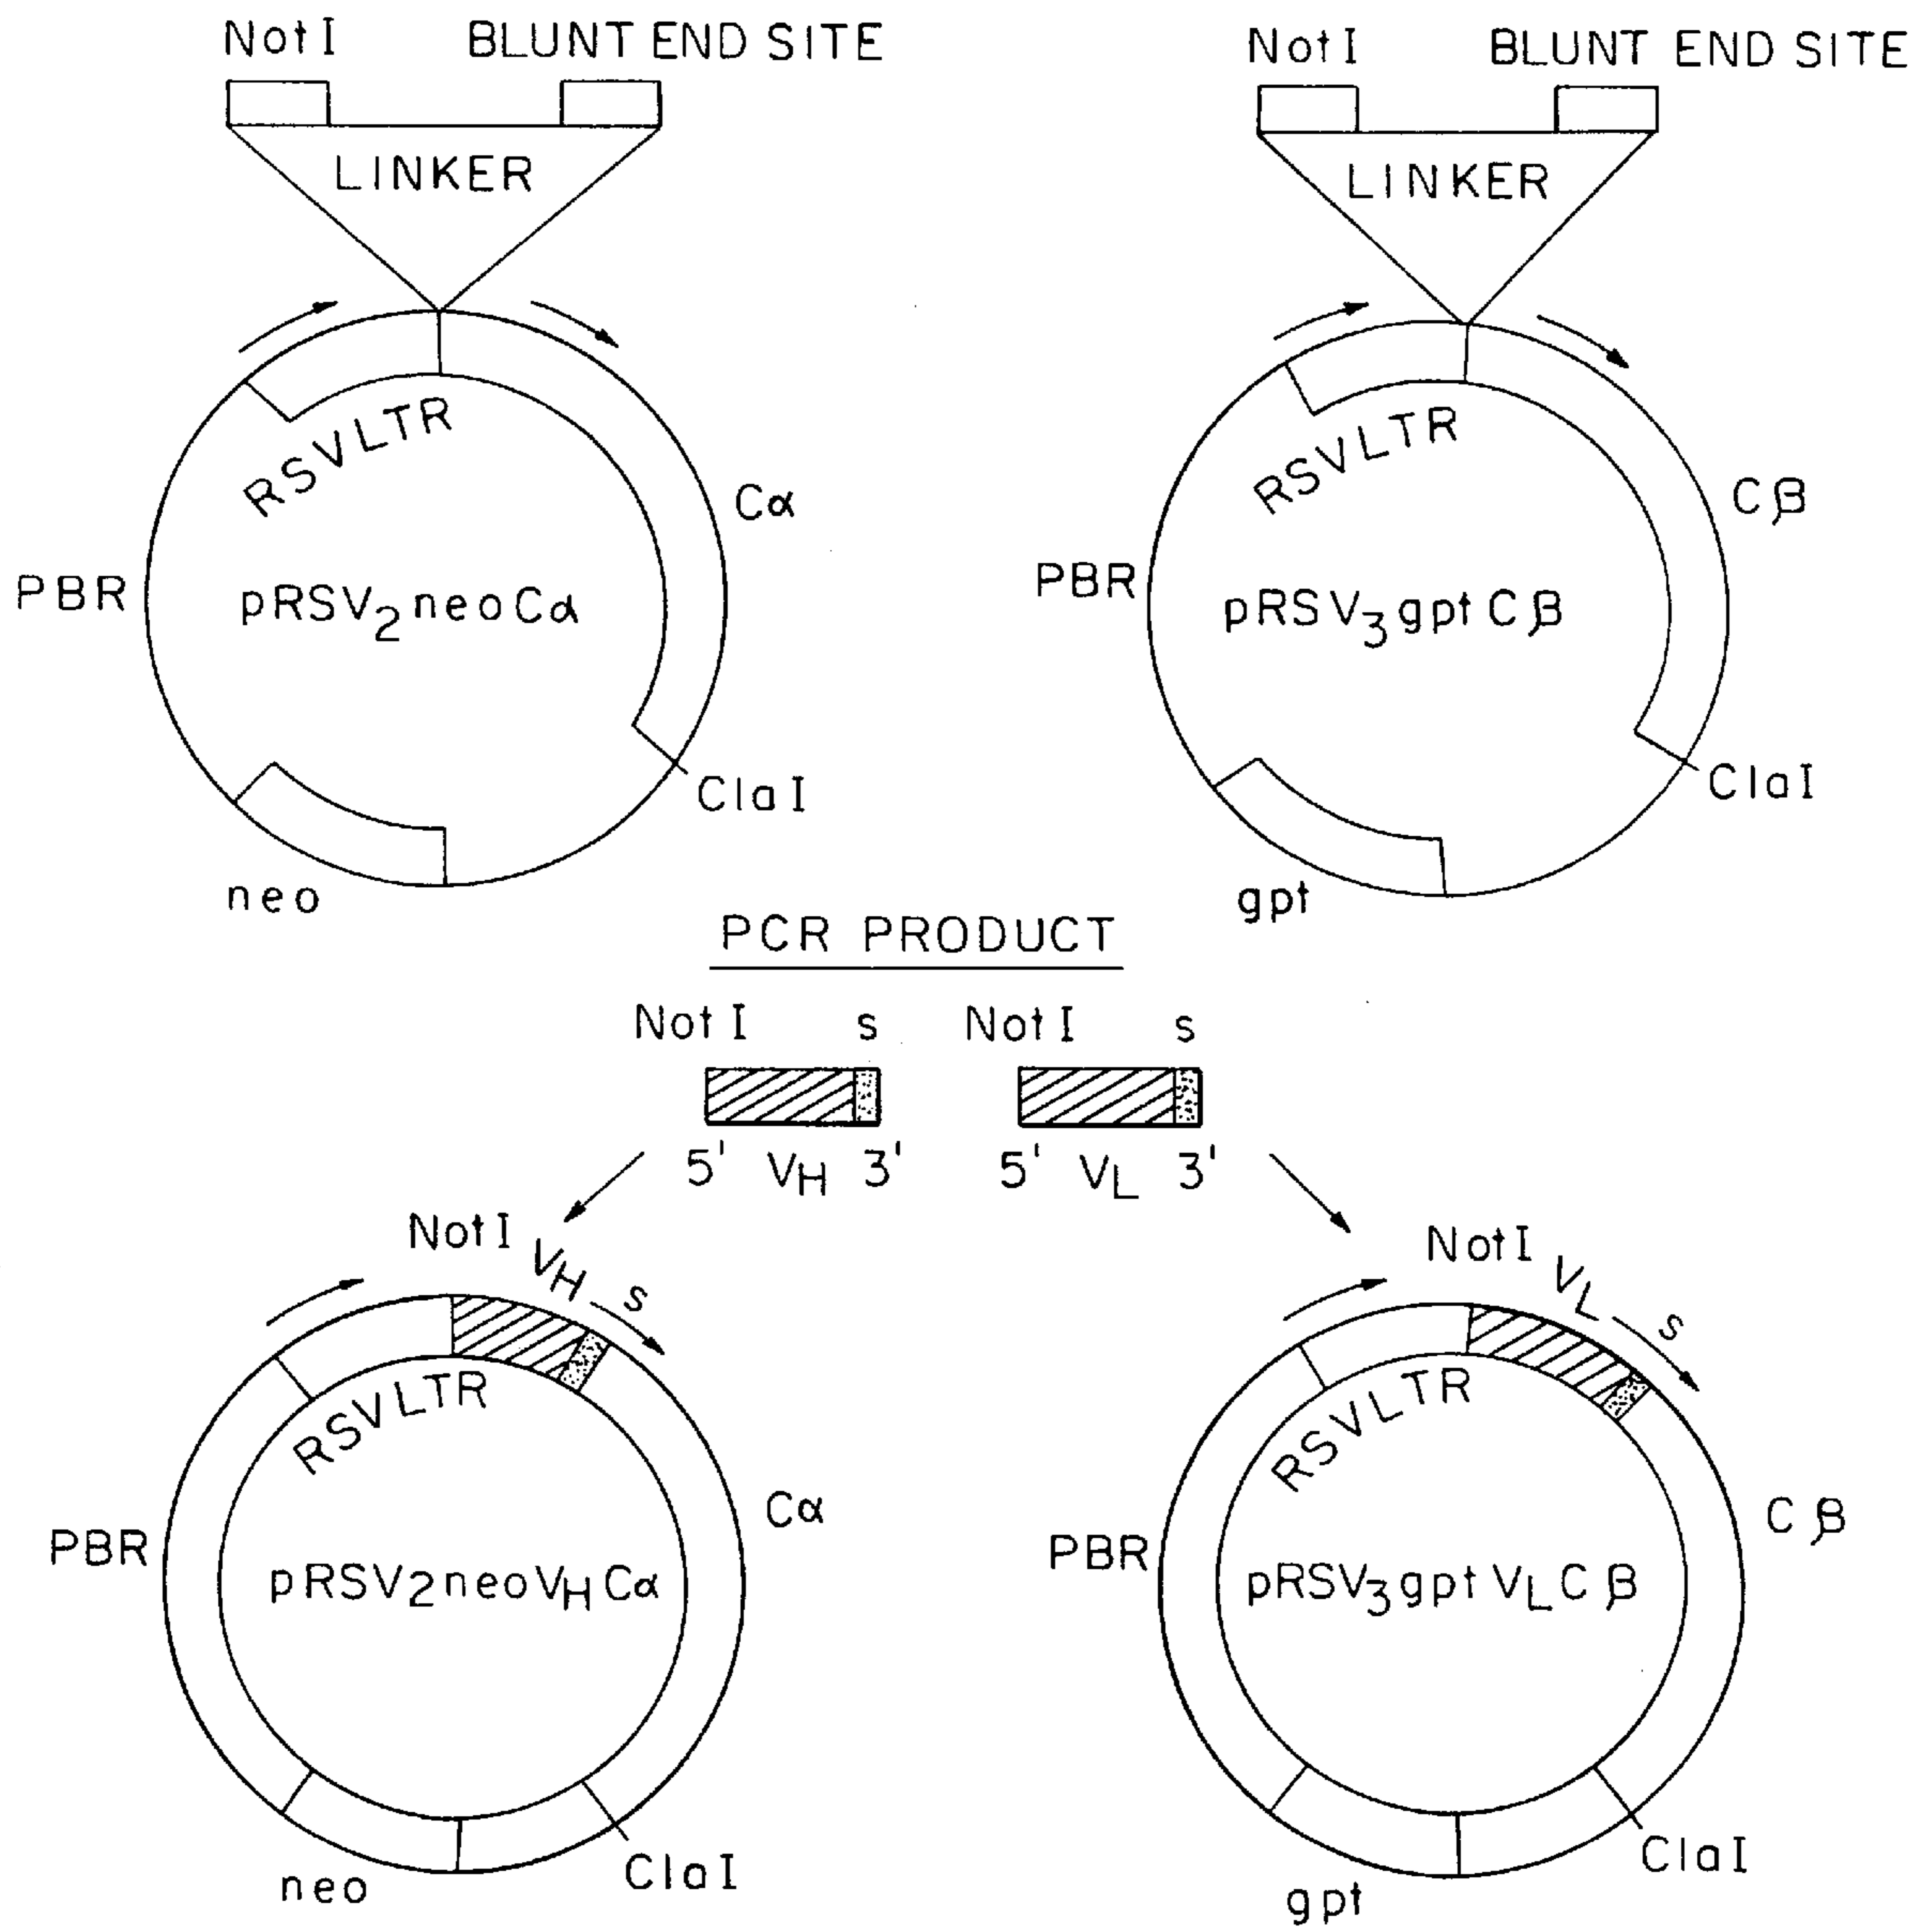 Not I BLUNT END SITE
LINKER
RSVLTR
Cα
PBR
pRSV2neoCα
ClaI
neo
Not I BLUNT END SITE
LINKER
RSVLTR
Cβ
PBR
pRSV3gptCβ
ClaI
gpt
PCR PRODUCT
Not I s
5' VH 3'
Not I s
5' VL 3'
Not I VH s
RSVLTR
Cα
PBR
pRSV2neoVHCα
ClaI
neo
Not I VL s
RSVLTR
Cβ
PBR
pRSV3gptVLCβ
ClaI
gpt